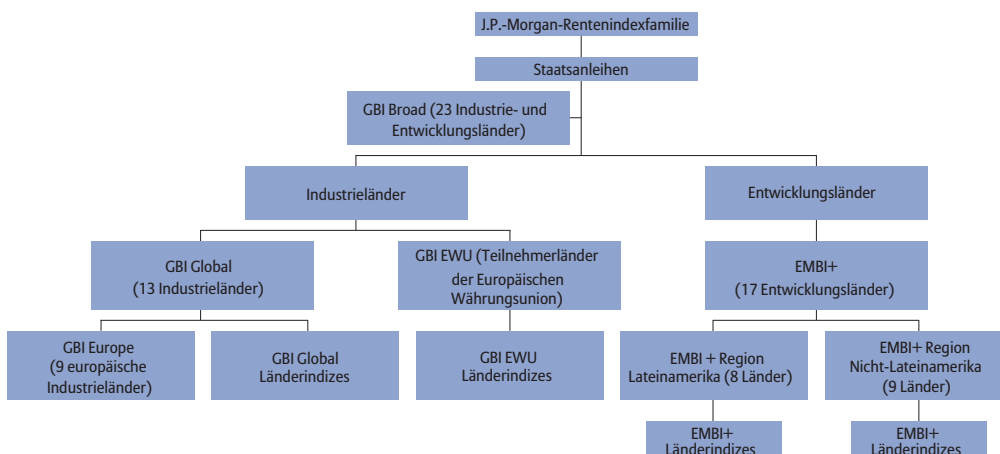 J.P.-Morgan-Rentenindexfamilie
Staatsanleihen
GBI Broad (23 Industrie- und
Entwicklungsländer)
Industrieländer
Entwicklungsländer
GBI Global
(13 Industrieländer)
GBI EWU (Teilnehmerländer
der Europäischen
Währungsunion)
EMBI+
(17 Entwicklungsländer)
GBI Europe
(9 europäische
Industrieländer)
GBI Global
Länderindizes
GBI EWU
Länderindizes
EMBI + Region
Lateinamerika (8 Länder)
EMBI+ Region
Nicht-Lateinamerika
(9 Länder)
EMBI+
Länderindizes
EMBI+
Länderindizes